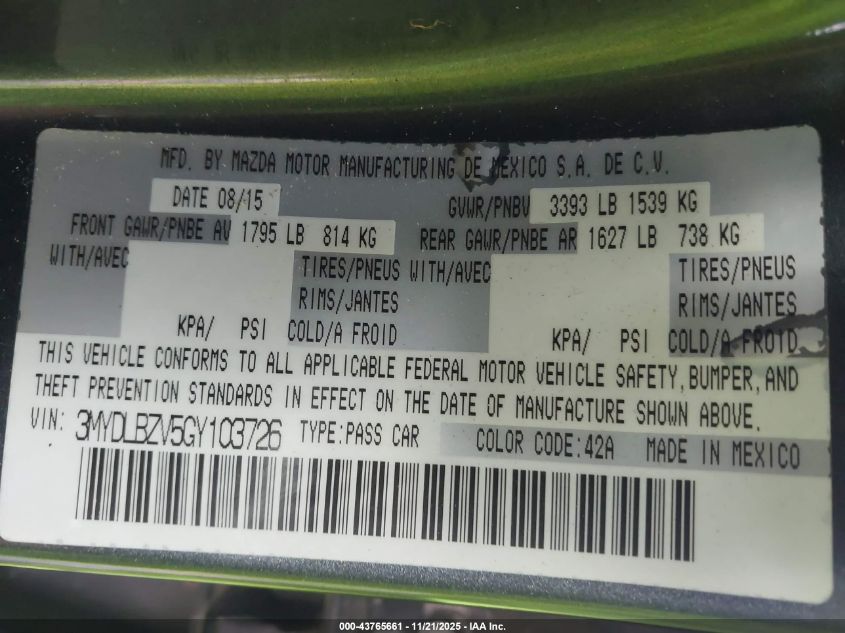 MFD. BY MAZDA MOTOR MANUFACTURING DE MEXICO S.A. DE C.V.
DATE 08/15 GVWR/PNBV 3393 LB 1539 KG
FRONT GAWR/PNBE AV 1795 LB 814 KG REAR GAWR/PNBE AR 1627 LB 738 KG
WITH/AVEC TIRES/PNEUS WITH/AVEC TIRES/PNEUS
RIMS/JANTES RIMS/JANTES
KPA/ PSI COLD/A FROID KPA/ PSI COLD/A FROID
THIS VEHICLE CONFORMS TO ALL APPLICABLE FEDERAL MOTOR VEHICLE SAFETY, BUMPER, AND
THEFT PREVENTION STANDARDS IN EFFECT ON THE DATE OF MANUFACTURE SHOWN ABOVE.
VIN: 3MYDLBZV5GY103726 TYPE:PASS CAR COLOR CODE:42A MADE IN MEXICO
000-43765661 - 11/21/2025 - IAA Inc.